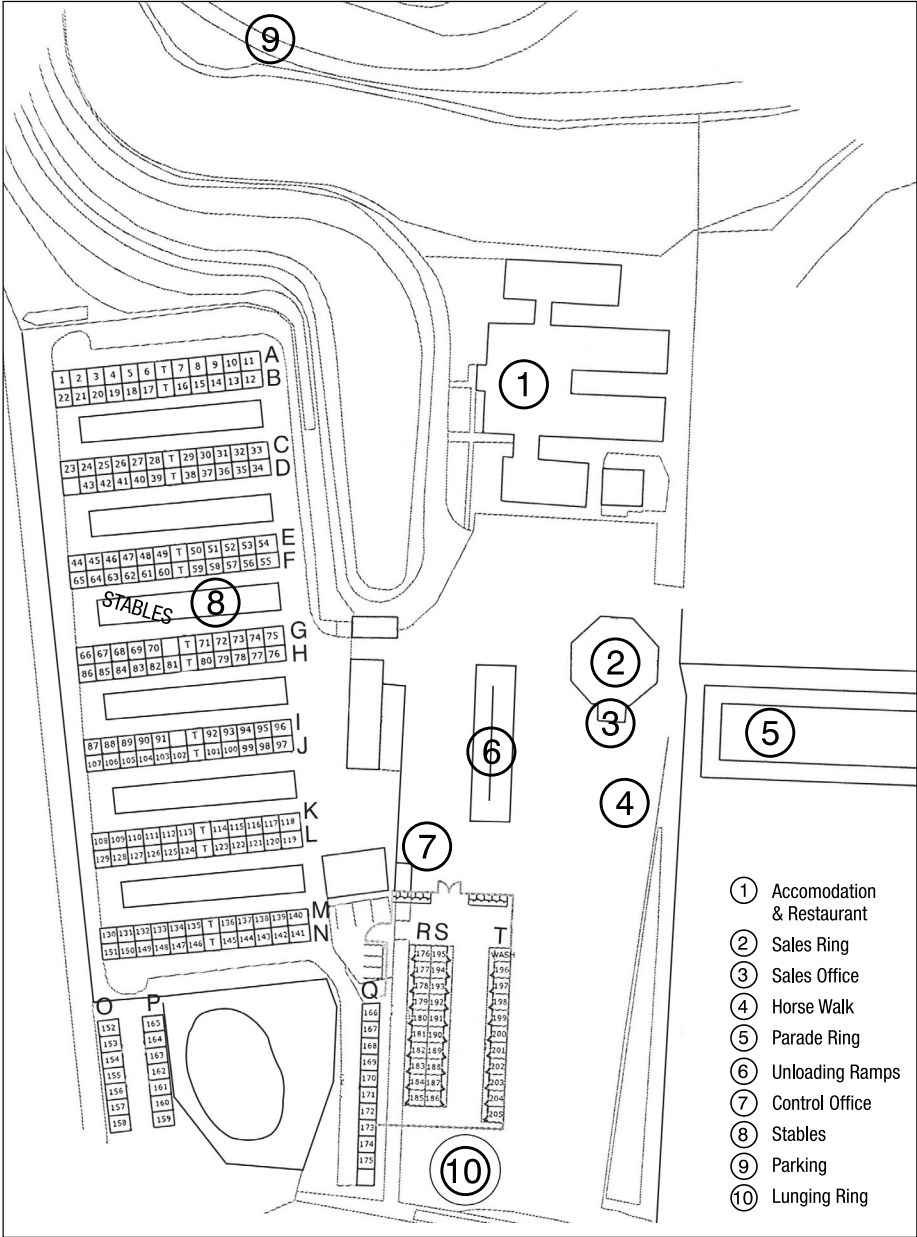 9
1
1 2 3 4 5 6 T 7 8 9 10 11 A
22 21 20 19 18 17 T 16 15 14 13 12 B
23 24 25 26 27 28 T 29 30 31 32 33 C
43 42 41 40 39 T 38 37 36 35 34 D
44 45 46 47 48 49 T 50 51 52 53 54 E
65 64 63 62 61 60 T 59 58 57 56 55 F
STABLES 8
66 67 68 69 70 T 71 72 73 74 75 G
86 85 84 83 82 81 T 80 79 78 77 76 H
2
3
87 88 89 90 91 T 92 93 94 95 96 I
107 106 105 104 103 102 T 101 100 99 98 97 J
6
5
4
108 109 110 111 112 113 T 114 115 116 117 118 K
129 128 127 126 125 124 T 123 122 121 120 119 L
7
130 131 132 133 134 135 T 136 137 138 139 140 M
151 150 149 148 147 146 T 145 144 143 142 141 N
O
152
153
154
155
156
157
158
P
165
164
163
162
161
160
159
Q
166
167
168
169
170
171
172
173
174
175
R S
176 195
177 194
178 193
179 192
180 191
181 190
182 189
183 188
184 187
185 186
T
WASH
196
197
198
199
200
201
202
203
204
205
10
1 Accomodation
& Restaurant
2 Sales Ring
3 Sales Office
4 Horse Walk
5 Parade Ring
6 Unloading Ramps
7 Control Office
8 Stables
9 Parking
10 Lunging Ring